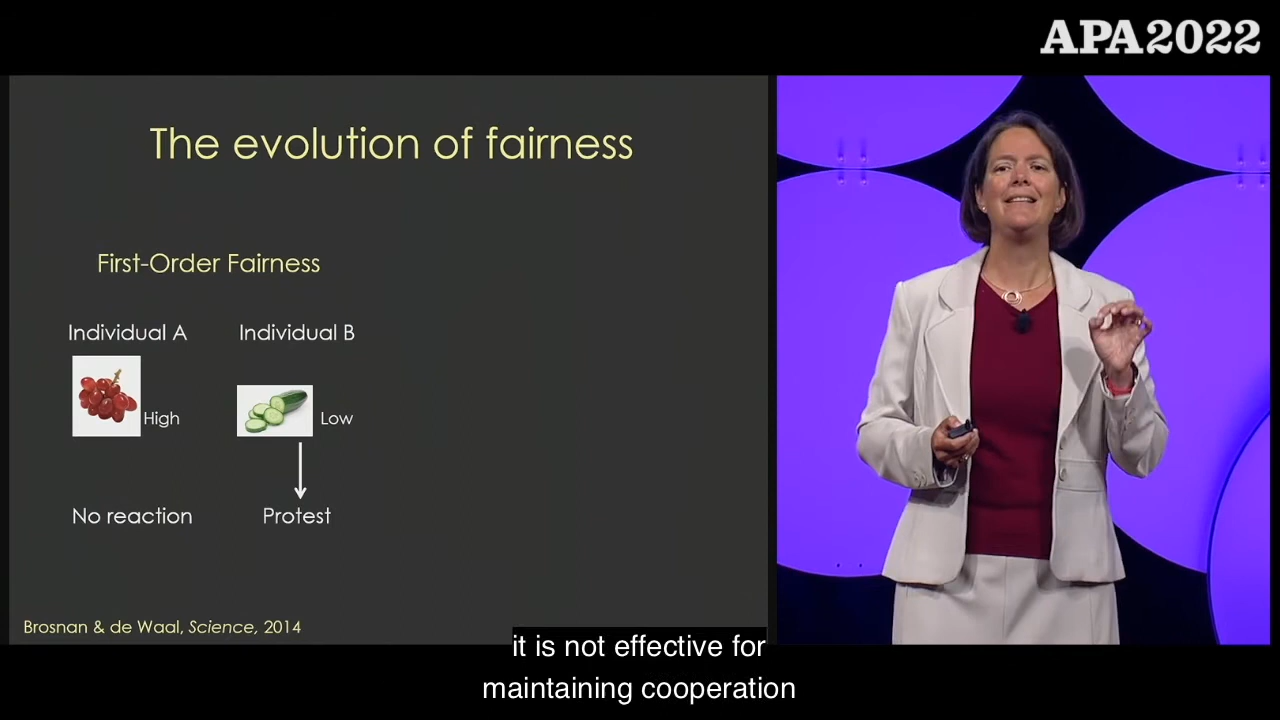 APA2022
The evolution of fairness
First-Order Fairness
Individual A Individual B
High Low
No reaction Protest
Brosnan & de Waal, Science, 2014
it is not effective for
maintaining cooperation